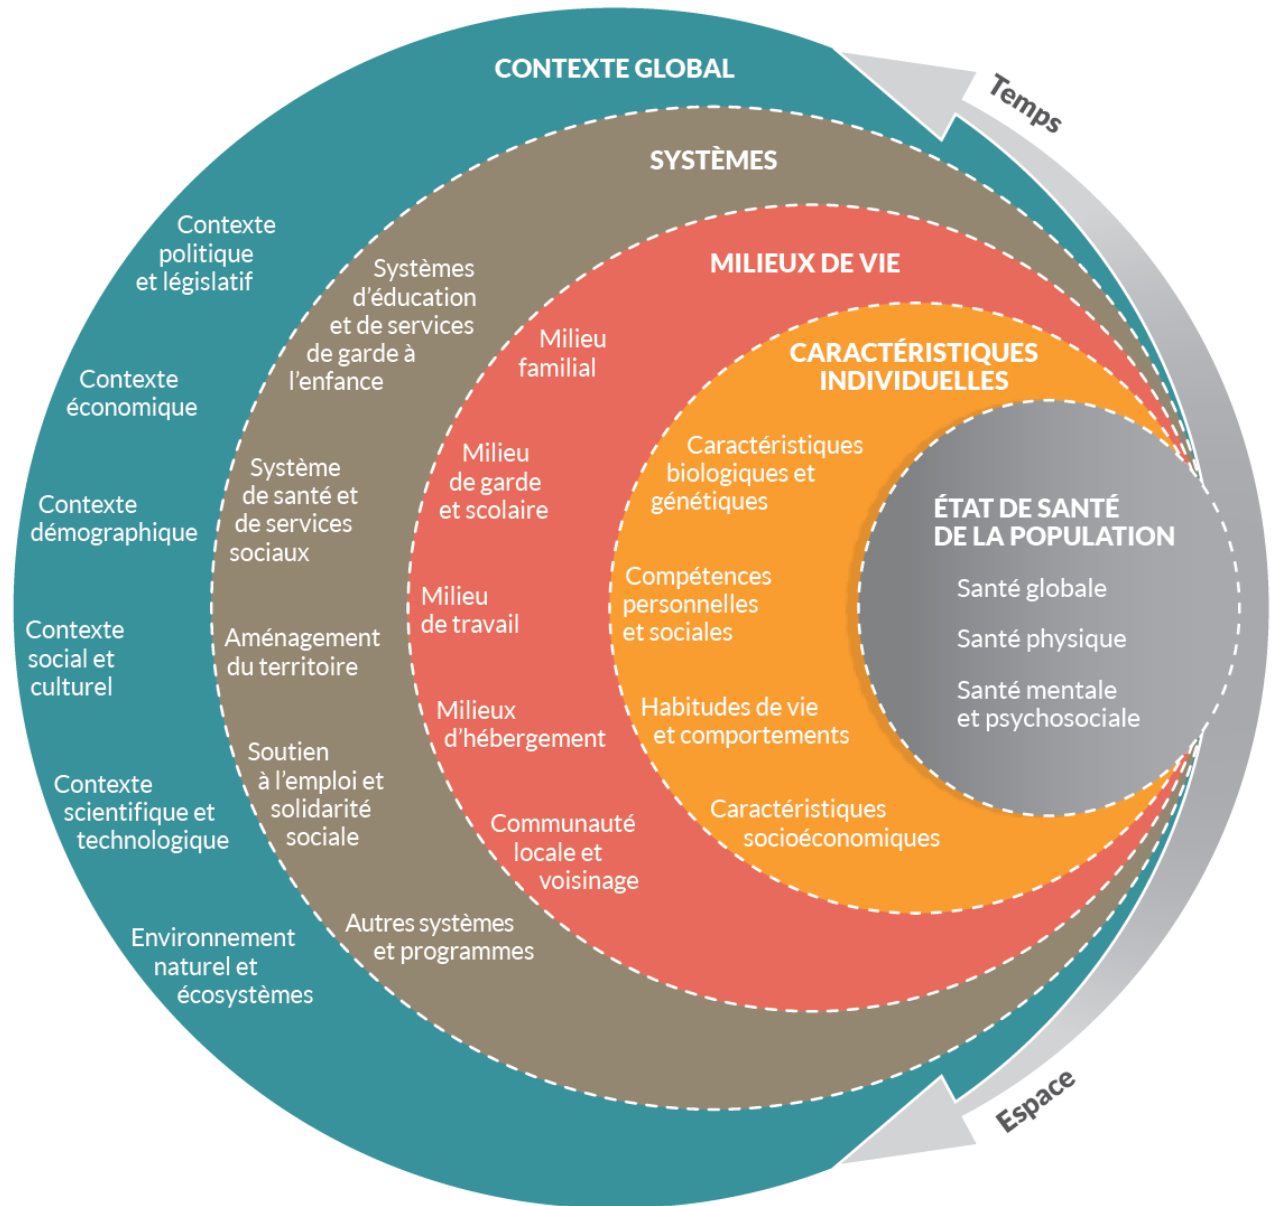 CONTEXTE GLOBAL
Contexte
politique
et législatif
Contexte
économique
Contexte
démographique
Contexte
social et
culturel
Contexte
scientifique et
technologique
Environnement
naturel et
écosystèmes
SYSTÈMES
Systèmes
d’éducation
et de services
de garde à
l’enfance
Système
de santé et
de services
sociaux
Aménagement
du territoire
Soutien
à l’emploi et
solidarité
sociale
Autres systèmes
et programmes
MILIEUX DE VIE
Milieu
familial
Milieu
de garde
et scolaire
Milieu
de travail
Milieux
d’hébergement
Communauté
locale et
voisinage
CARACTÉRISTIQUES
INDIVIDUELLES
Caractéristiques
biologiques et
génétiques
Compétences
personnelles
et sociales
Habitudes de vie
et comportements
Caractéristiques
socioéconomiques
ÉTAT DE SANTÉ
DE LA POPULATION
Santé globale
Santé physique
Santé mentale
et psychosociale
Temps
Espace